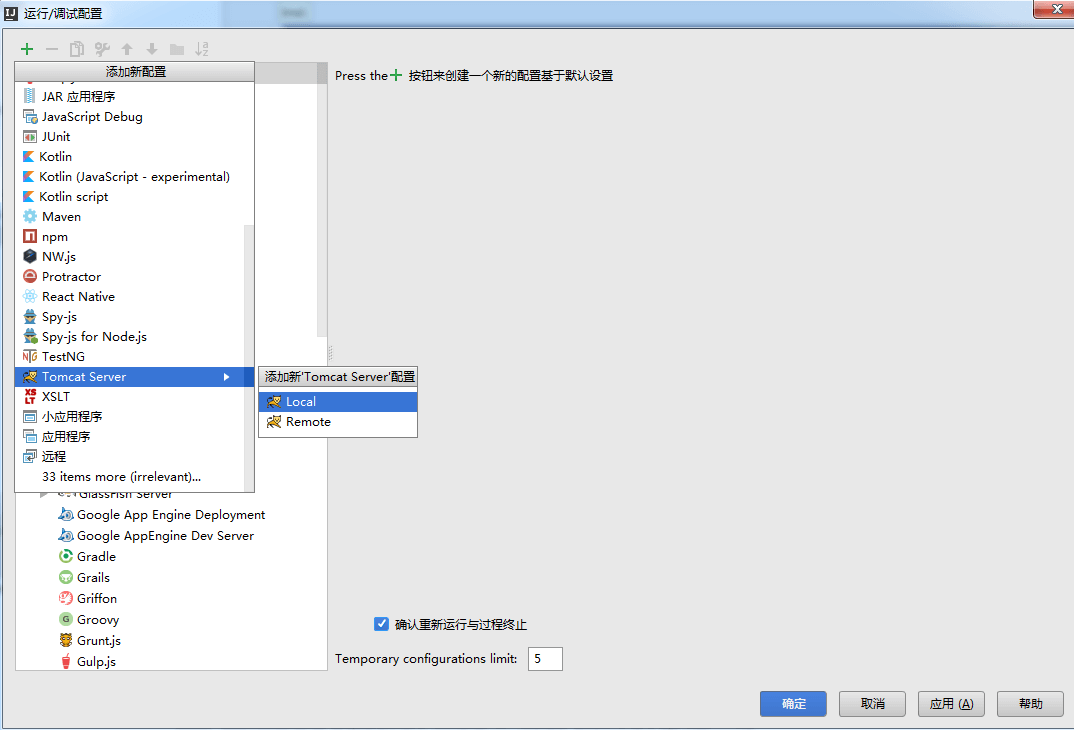 运行/调试配置
添加新配置
Press the 按钮来创建一个新的配置基于默认设置
JAR 应用程序
JavaScript Debug
JUnit
Kotlin
Kotlin (JavaScript - experimental)
Kotlin script
Maven
npm
NW.js
Protractor
React Native
Spy-js
Spy-js for Node.js
TestNG
Tomcat Server
添加新'Tomcat Server'配置
Local
Remote
XSLT
小应用程序
应用程序
远程
33 items more (irrelevant)...
GlassFish Server
Google App Engine Deployment
Google AppEngine Dev Server
Gradle
Grails
Griffon
Groovy
Grunt.js
Gulp.js
确认重新运行与过程终止
Temporary configurations limit: 5
确定 取消 应用 (A) 帮助